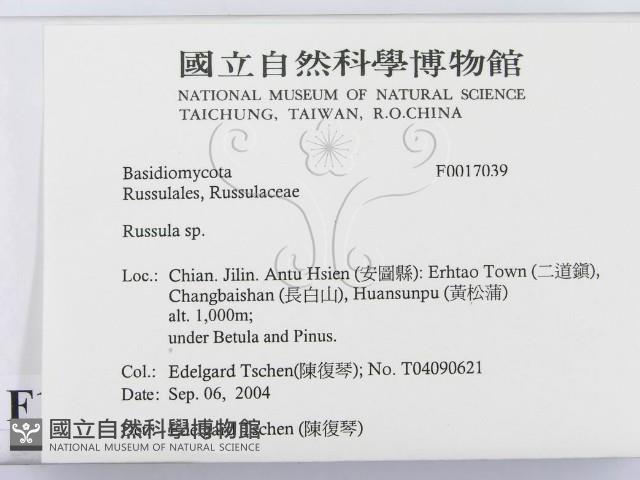 國立自然科學博物館
NATIONAL MUSEUM OF NATURAL SCIENCE
TAICHUNG, TAIWAN, R.O.CHINA
Basidiomycota F0017039
Russulales, Russulaceae
Russula sp.
Loc.: Chian. Jilin. Antu Hsien (安圖縣): Erhtao Town (二道鎮),
Changbaishan (長白山), Huansunpu (黃松蒲)
alt. 1,000m;
under Betula and Pinus.
Col.: Edelgard Tschen(陳復琴); No. T04090621
Date: Sep. 06, 2004
Edelgard Tschen (陳復琴)
國立自然科學博物館
NATIONAL MUSEUM OF NATURAL SCIENCE